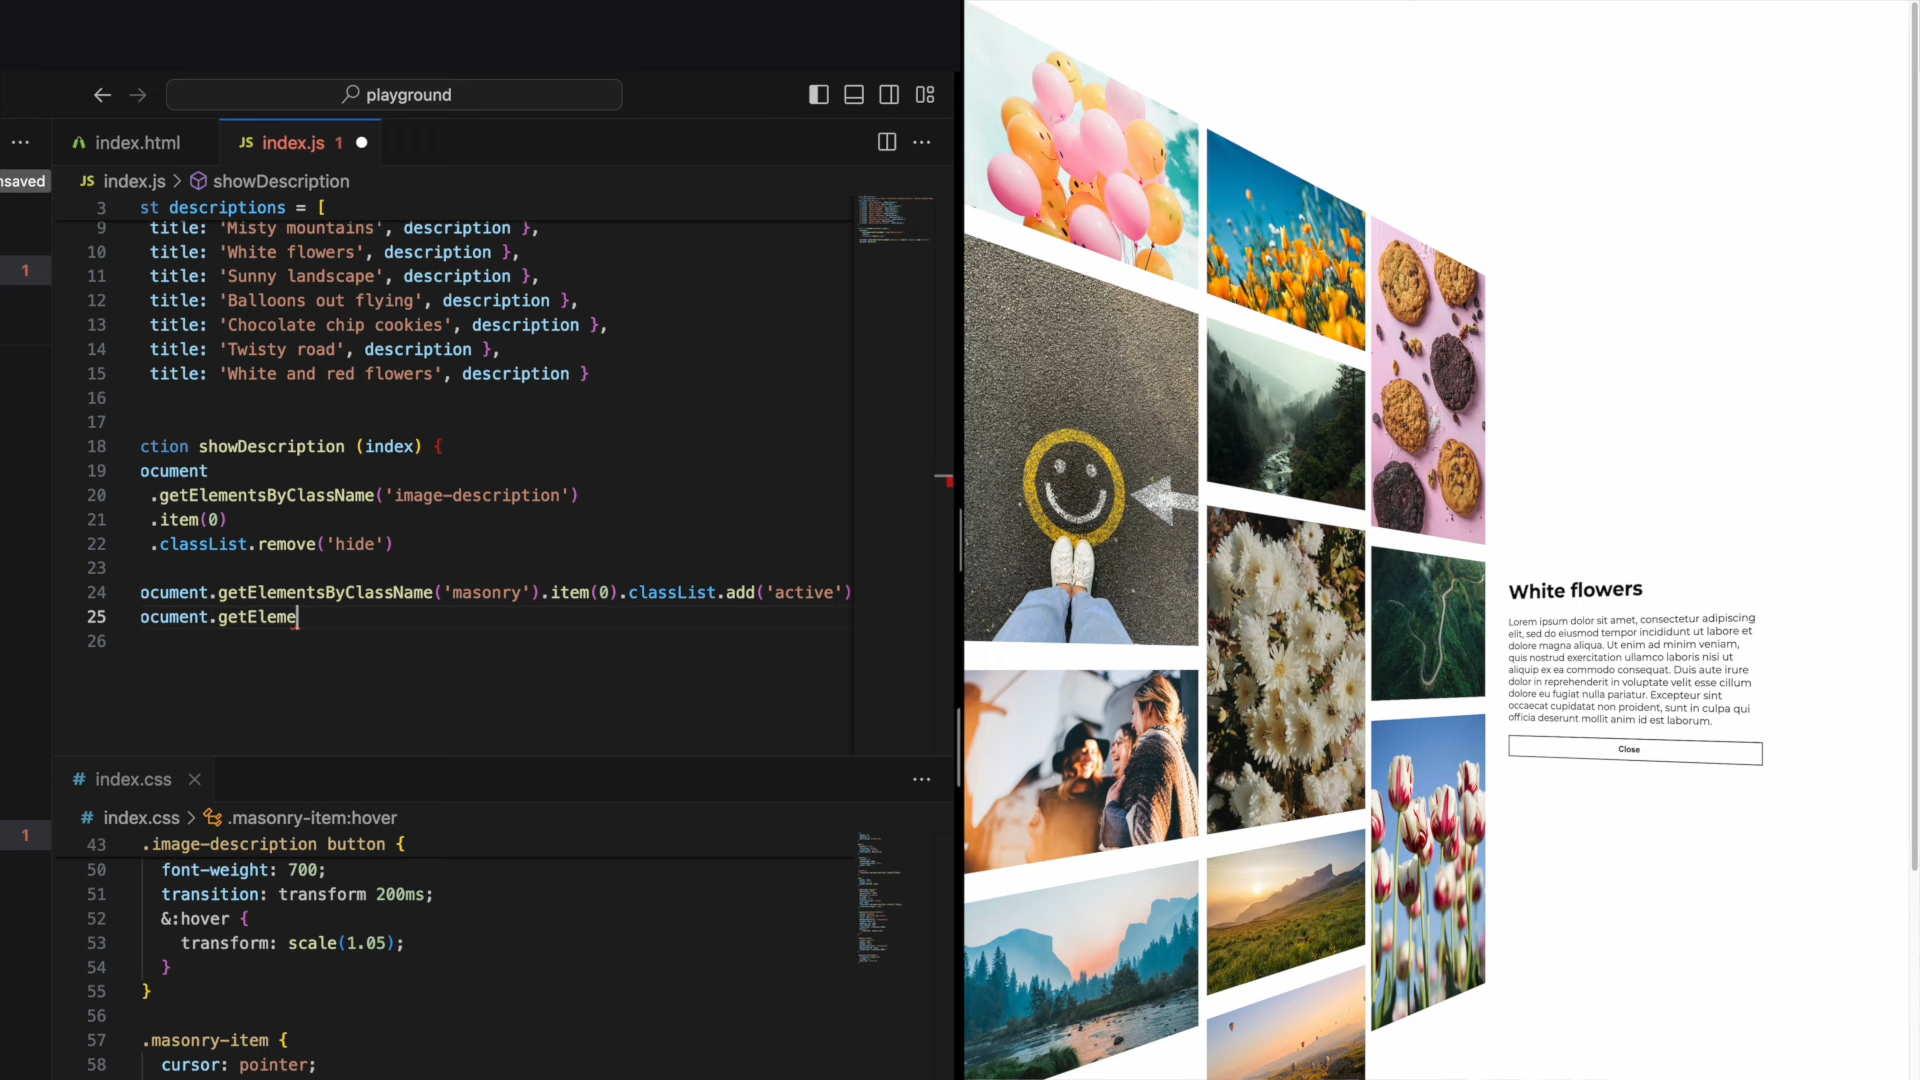 playground
index.html
JS index.js 1
nsaved
JS index.js > showDescription
3 st descriptions = [
9 title: 'Misty mountains', description },
10 title: 'White flowers', description },
11 title: 'Sunny landscape', description },
12 title: 'Balloons out flying', description },
13 title: 'Chocolate chip cookies', description },
14 title: 'Twisty road', description },
15 title: 'White and red flowers', description }
16
17
18 ction showDescription (index) {
19 ocument
20 .getElementsByClassName('image-description')
21 .item(0)
22 .classList.remove('hide')
23
24 ocument.getElementsByClassName('masonry').item(0).classList.add('active')
25 ocument.getEleme
26
1
# index.css
# index.css > .masonry-item:hover
1
43 .image-description button {
50 font-weight: 700;
51 transition: transform 200ms;
52 &:hover {
53 transform: scale(1.05);
54 }
55 }
56
57 .masonry-item {
58 cursor: pointer;
White flowers
Lorem ipsum dolor sit amet, consectetur adipiscing
elit, sed do eiusmod tempor incididunt ut labore et
dolore magna aliqua. Ut enim ad minim veniam,
quis nostrud exercitation ullamco laboris nisi ut
aliquip ex ea commodo consequat. Duis aute irure
dolor in reprehenderit in voluptate velit esse cillum
dolore eu fugiat nulla pariatur. Excepteur sint
occaecat cupidatat non proident, sunt in culpa qui
officia deserunt mollit anim id est laborum.
Close